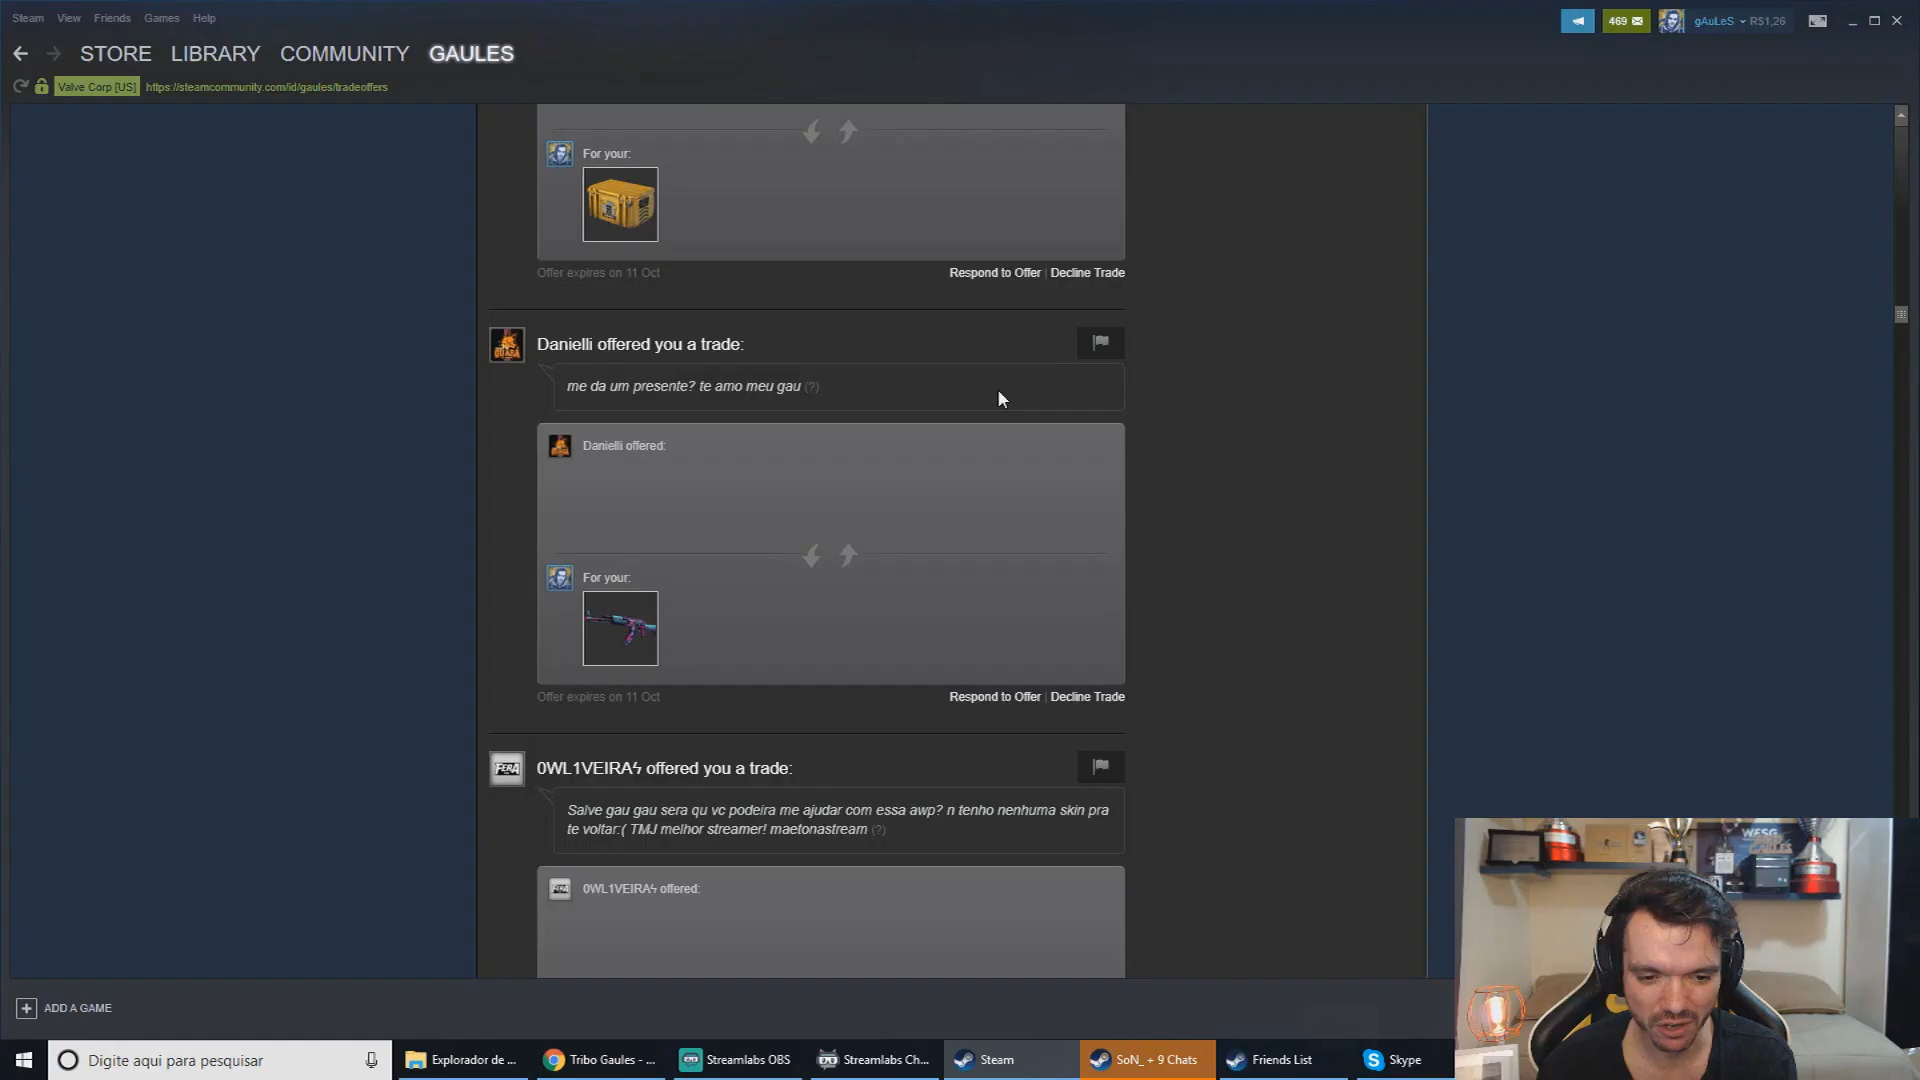 Steam View Friends Games Help
469
gAuLeS R$1,26
STORE LIBRARY COMMUNITY GAULES
Valve Corp [US] https://steamcommunity.com/id/gaules/tradeoffers
For your:
Offer expires on 11 Oct
Respond to Offer | Decline Trade
Danielli offered you a trade:
me da um presente? te amo meu gau (?)
Danielli offered:
For your:
Offer expires on 11 Oct
Respond to Offer | Decline Trade
FERA
0WL1VEIRAϟ offered you a trade:
Salve gau gau sera qu vc podeira me ajudar com essa awp? n tenho nenhuma skin pra
te voltar:( TMJ melhor streamer! maetonastream (?)
0WL1VEIRAϟ offered:
WESG
ADD A GAME
Digite aqui para pesquisar
Explorador de ...
Tribo Gaules - ...
Streamlabs OBS
Streamlabs Ch...
Steam
SoN_ + 9 Chats
Friends List
Skype